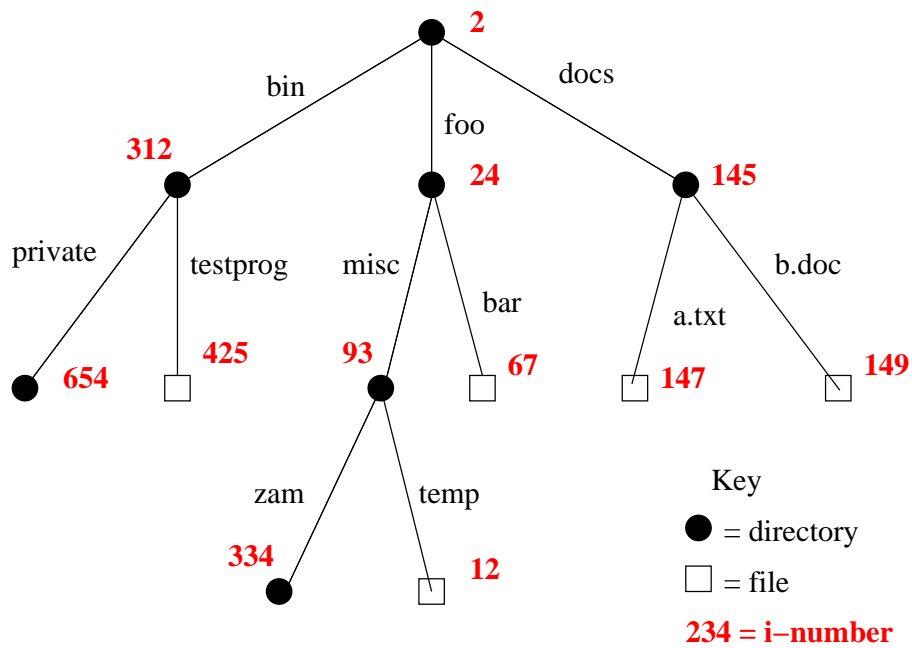 2
bin
docs
foo
312
24
145
private
testprog
misc
b.doc
bar
a.txt
93
425
67
654
147
149
zam
temp
Key
= directory
334
12
= file
234 = i−number